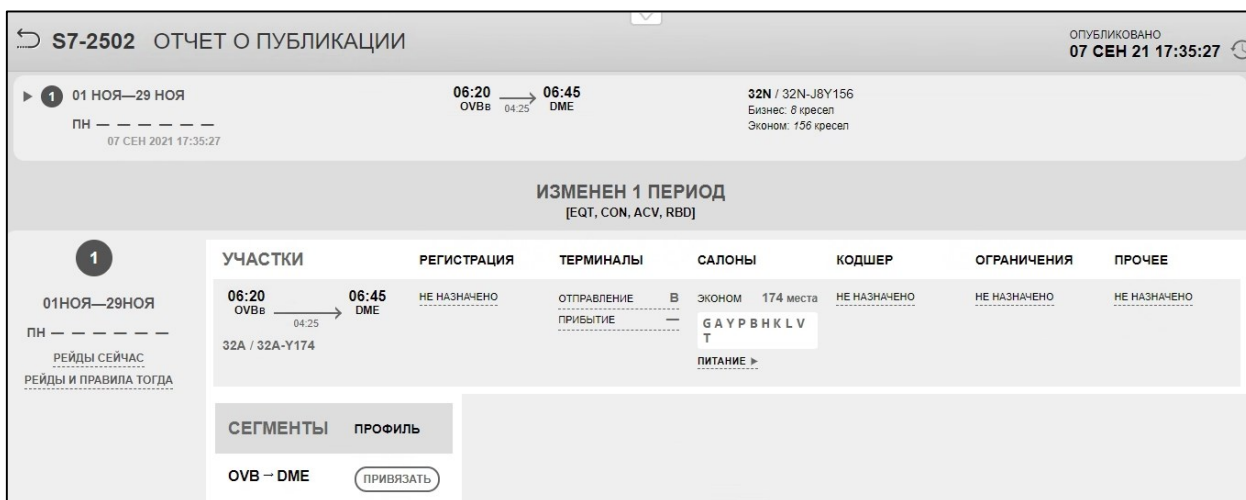 S7-2502 ОТЧЕТ О ПУБЛИКАЦИИ
ОПУБЛИКОВАНО
07 СЕН 21 17:35:27
1 01 НОЯ—29 НОЯ
ПН — — — — — —
07 СЕН 2021 17:35:27
06:20 06:45
OVBв 04:25 DME
32N / 32N-J8Y156
Бизнес: 8 кресел
Эконом: 156 кресел
ИЗМЕНЕН 1 ПЕРИОД
[EQT, CON, ACV, RBD]
1
01НОЯ—29НОЯ
ПН — — — — — —
РЕЙДЫ СЕЙЧАС
РЕЙДЫ И ПРАВИЛА ТОГДА
УЧАСТКИ РЕГИСТРАЦИЯ ТЕРМИНАЛЫ САЛОНЫ КОДШЕР ОГРАНИЧЕНИЯ ПРОЧЕЕ
06:20 06:45
OVBв 04:25 DME
32A / 32A-Y174
НЕ НАЗНАЧЕНО
ОТПРАВЛЕНИЕ B
ПРИБЫТИЕ —
ЭКОНОМ 174 места
G A Y P B H K L V
T
ПИТАНИЕ
НЕ НАЗНАЧЕНО
НЕ НАЗНАЧЕНО
НЕ НАЗНАЧЕНО
СЕГМЕНТЫ ПРОФИЛЬ
OVB → DME ПРИВЯЗАТЬ